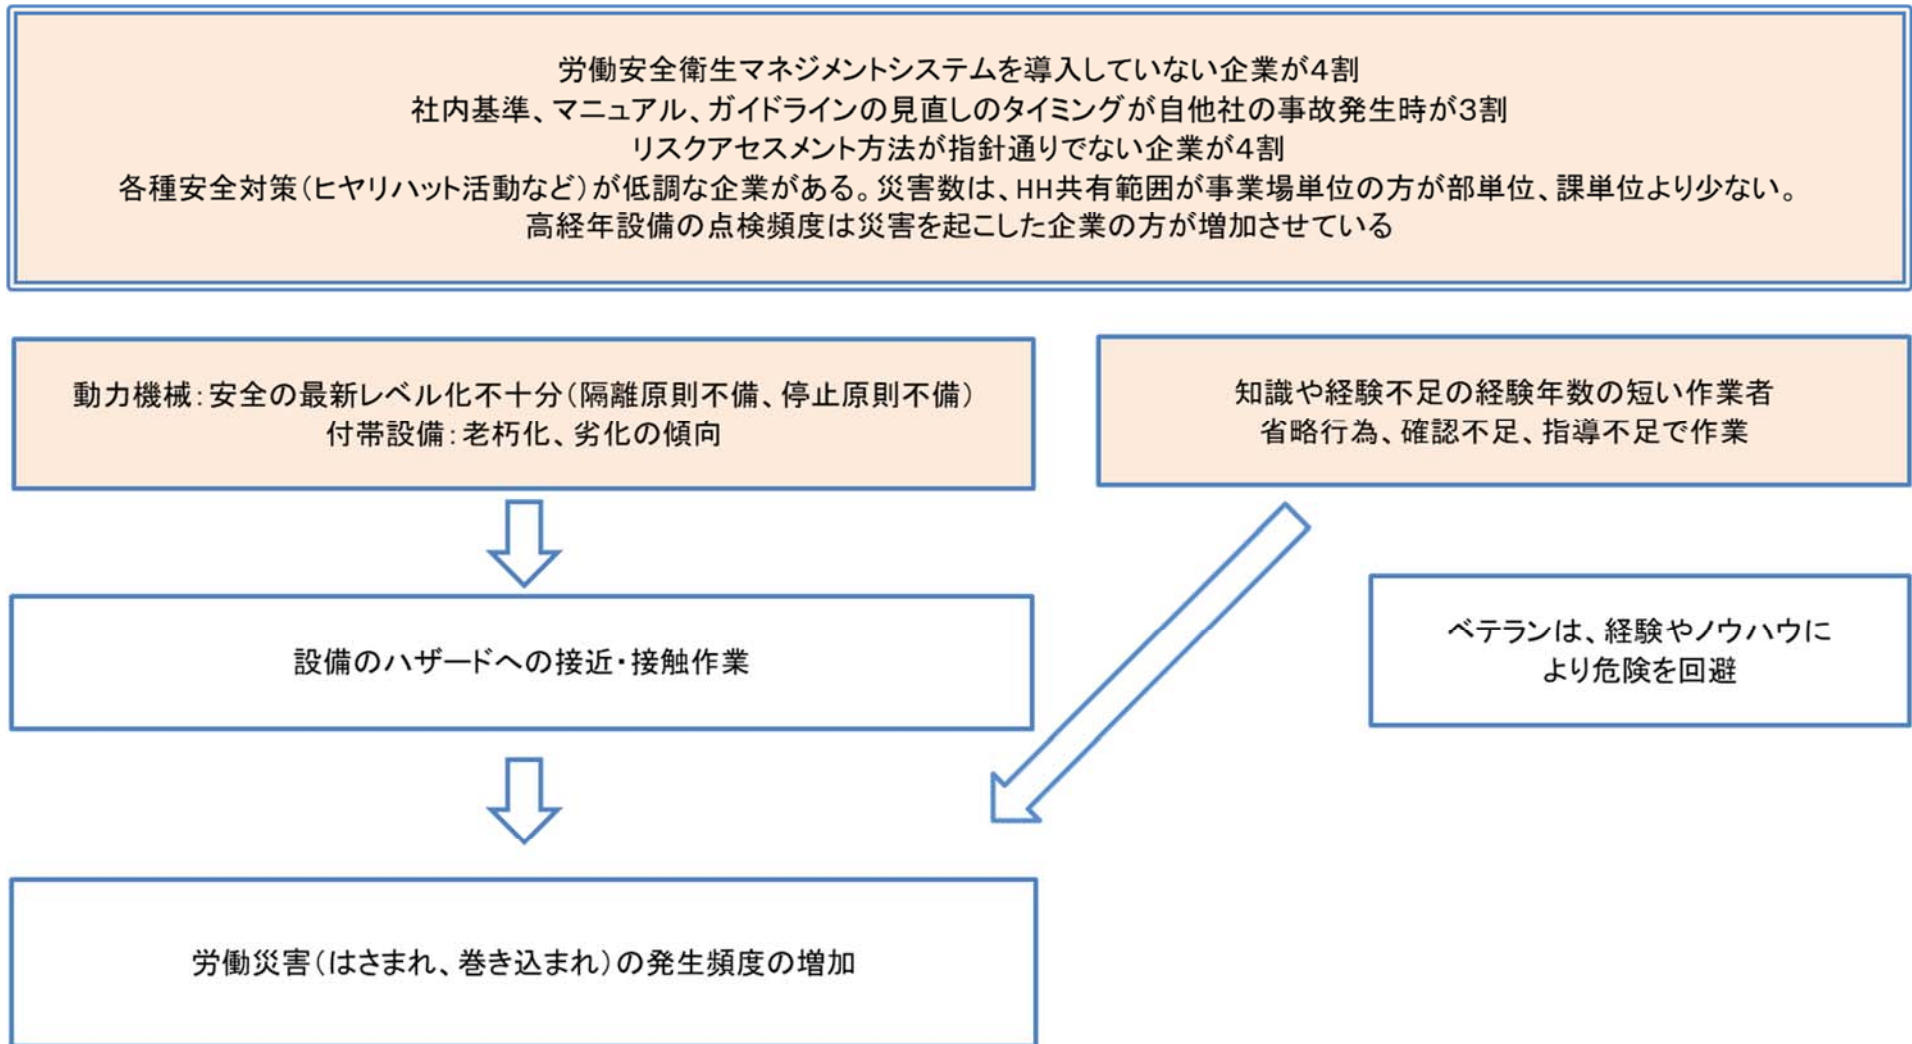 労働安全衛生マネジメントシステムを導入していない企業が4割
社内基準、マニュアル、ガイドラインの見直しのタイミングが自他社の事故発生時が3割
リスクアセスメント方法が指針通りでない企業が4割
各種安全対策(ヒヤリハット活動など)が低調な企業がある。災害数は、HH共有範囲が事業場単位の方が部単位、課単位より少ない。
高経年設備の点検頻度は災害を起こした企業の方が増加させている
動力機械:安全の最新レベル化不十分(隔離原則不備、停止原則不備)
付帯設備:老朽化、劣化の傾向
知識や経験不足の経験年数の短い作業者
省略行為、確認不足、指導不足で作業
設備のハザードへの接近・接触作業
ベテランは、経験やノウハウに
より危険を回避
労働災害(はさまれ、巻き込まれ)の発生頻度の増加